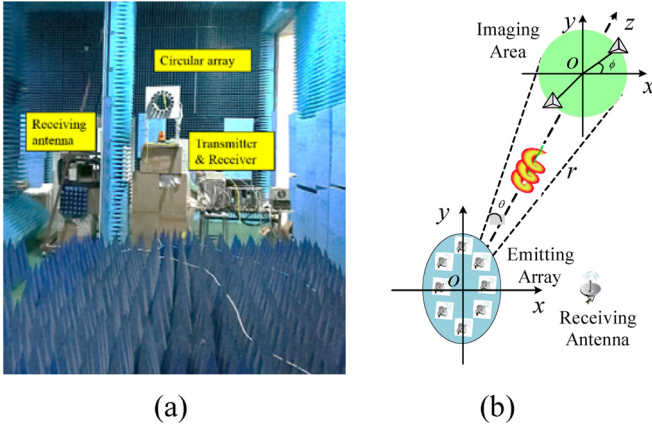 Circular array
Receiving
antenna
Transmitter
& Receiver
(a)
Imaging
Area
y
z
O
ϕ
x
θ
r
y
Emitting
Array
O
x
Receiving
Antenna
(b)